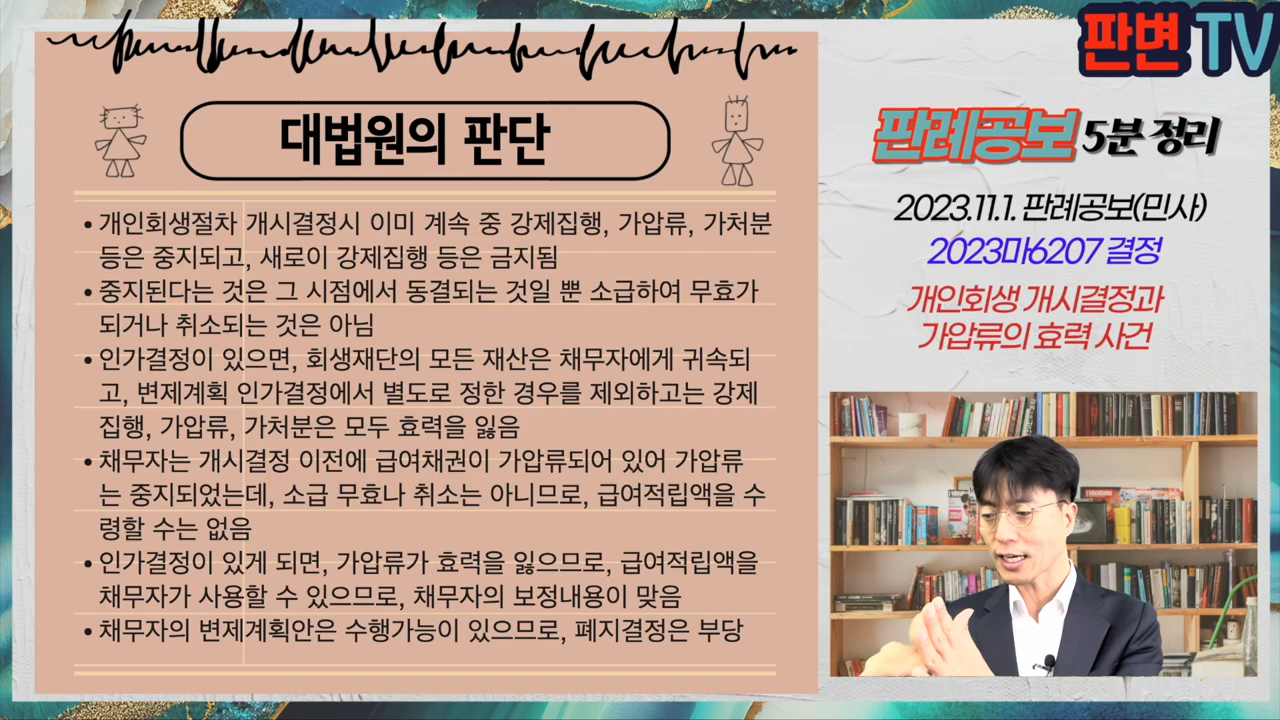 판변 TV
대법원의 판단
• 개인회생절차 개시결정시 이미 계속 중 강제집행, 가압류, 가처분
등은 중지되고, 새로이 강제집행 등은 금지됨
• 중지된다는 것은 그 시점에서 동결되는 것일 뿐 소급하여 무효가
되거나 취소되는 것은 아님
• 인가결정이 있으면, 회생재단의 모든 재산은 채무자에게 귀속되
고, 변제계획 인가결정에서 별도로 정한 경우를 제외하고는 강제
집행, 가압류, 가처분은 모두 효력을 잃음
• 채무자는 개시결정 이전에 급여채권이 가압류되어 있어 가압류
는 중지되었는데, 소급 무효나 취소는 아니므로, 급여적립액을 수
령할 수는 없음
• 인가결정이 있게 되면, 가압류가 효력을 잃으므로, 급여적립액을
채무자가 사용할 수 있으므로, 채무자의 보정내용이 맞음
• 채무자의 변제계획안은 수행가능이 있으므로, 폐지결정은 부당
판례공보 5분 정리
2023.11.1. 판례공보(민사)
2023마6207 결정
개인회생 개시결정과
가압류의 효력 사건